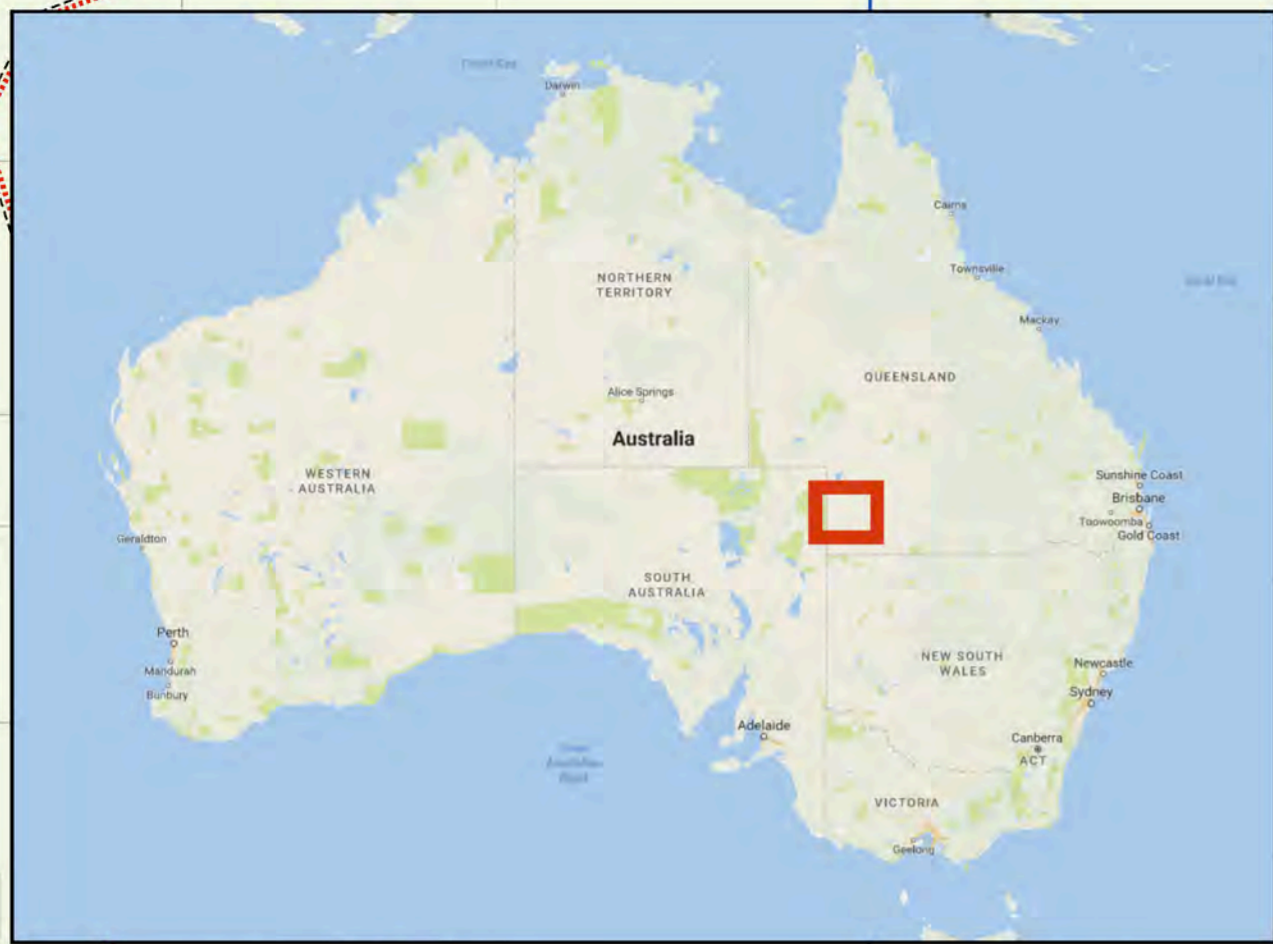 Darwin
Cairns
NORTHERN
TERRITORY
Townsville
Mackay
QUEENSLAND
Alice Springs
Australia
WESTERN
AUSTRALIA
Sunshine Coast
Brisbane
Toowoomba
Gold Coast
Geraldton
SOUTH
AUSTRALIA
Perth
Mandurah
Bunbury
NEW SOUTH
WALES
Newcastle
Sydney
Adelaide
Canberra
ACT
VICTORIA
Geelong